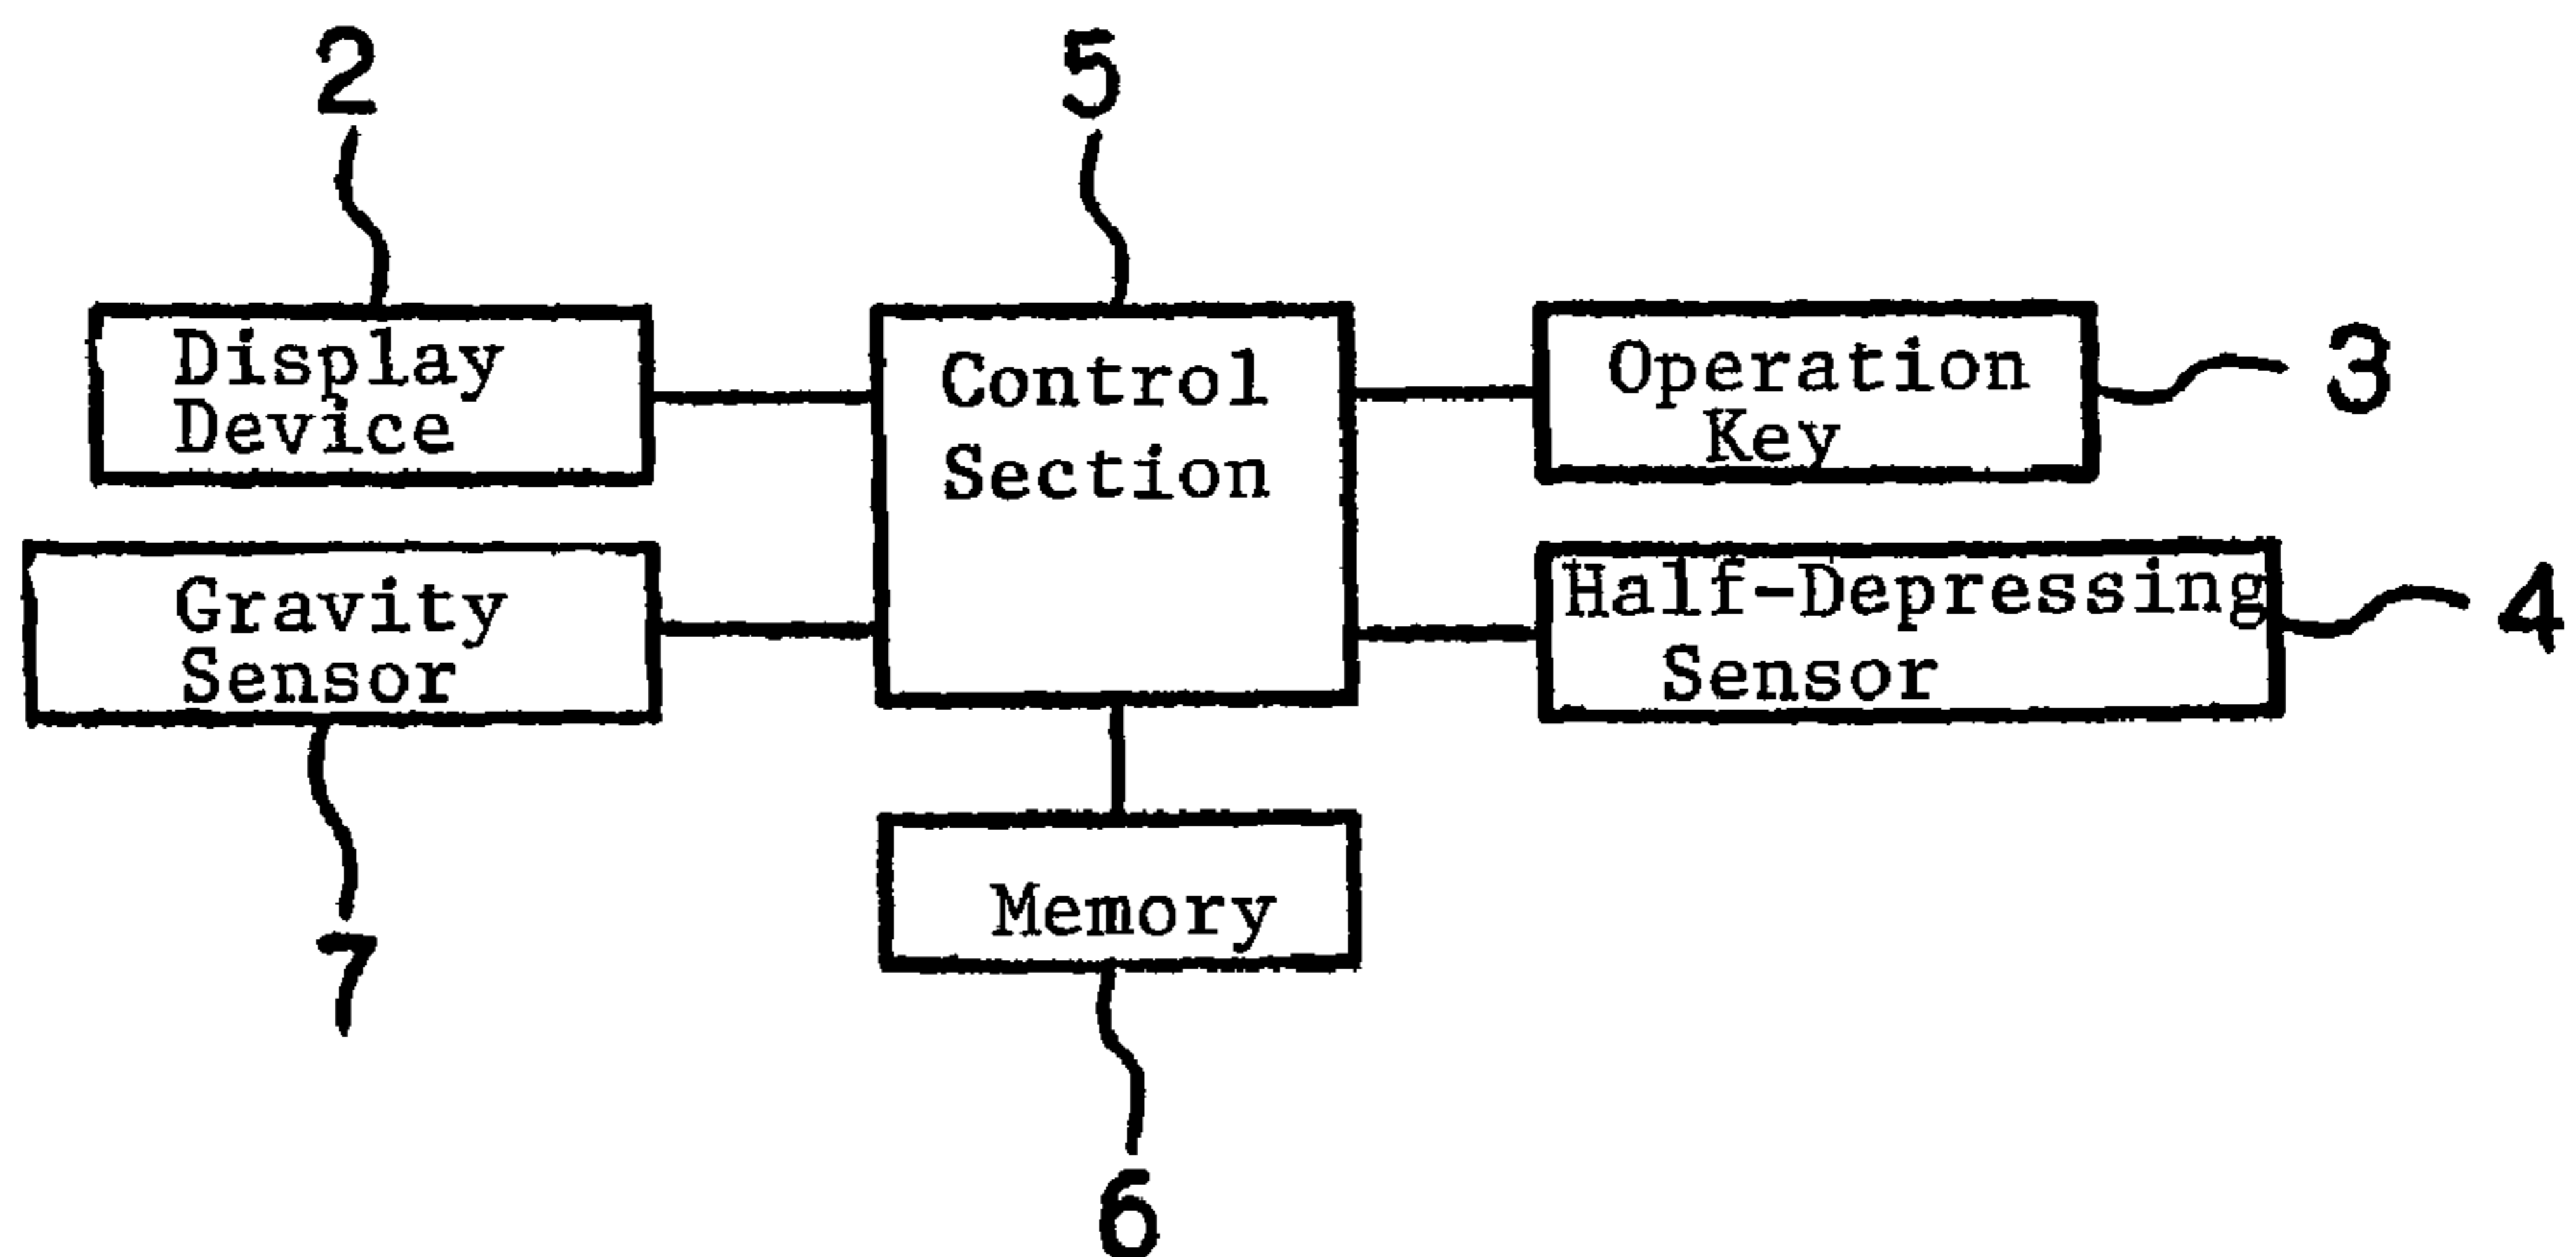 2
5
Display
Device
Control
Section
Operation
Key
3
Gravity
Sensor
Half-Depressing
Sensor
4
7
Memory
6